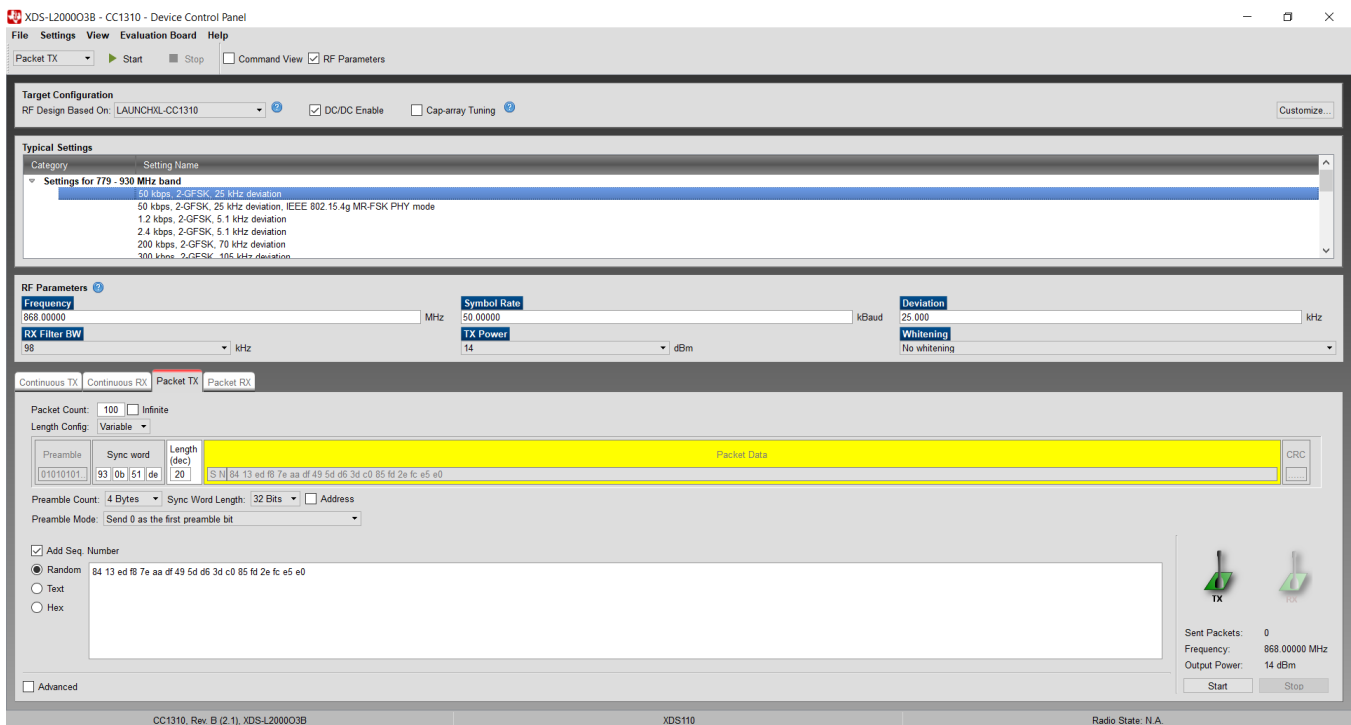 XDS-L2000O3B - CC1310 - Device Control Panel
File Settings View Evaluation Board Help
Packet TX Start Stop Command View RF Parameters
Target Configuration
RF Design Based On: LAUNCHXL-CC1310 DC/DC Enable Cap-array Tuning Customize...
Typical Settings
Category Setting Name
Settings for 779 - 930 MHz band
50 kbps, 2-GFSK, 25 kHz deviation
50 kbps, 2-GFSK, 25 kHz deviation, IEEE 802.15.4g MR-FSK PHY mode
1.2 kbps, 2-GFSK, 5.1 kHz deviation
2.4 kbps, 2-GFSK, 5.1 kHz deviation
200 kbps, 2-GFSK, 70 kHz deviation
300 kbps, 2-GFSK, 105 kHz deviation
RF Parameters
Frequency Symbol Rate Deviation
868.00000 MHz 50.00000 kBaud 25.000 kHz
RX Filter BW TX Power Whitening
98 kHz 14 dBm No whitening
Continuous TX Continuous RX Packet TX Packet RX
Packet Count: 100 Infinite
Length Config: Variable
Preamble Sync word Length (dec) Packet Data CRC
01010101.. 93 0b 51 de 20 S N 84 13 ed f8 7e aa df 49 5d d6 3d c0 85 fd 2e fc e5 e0
Preamble Count: 4 Bytes Sync Word Length: 32 Bits Address
Preamble Mode: Send 0 as the first preamble bit
Add Seq. Number
Random 84 13 ed f8 7e aa df 49 5d d6 3d c0 85 fd 2e fc e5 e0
Text
Hex
TX RX
Sent Packets: 0
Frequency: 868.00000 MHz
Output Power: 14 dBm
Advanced Start Stop
CC1310, Rev. B (2.1), XDS-L2000O3B XDS110 Radio State: N.A.